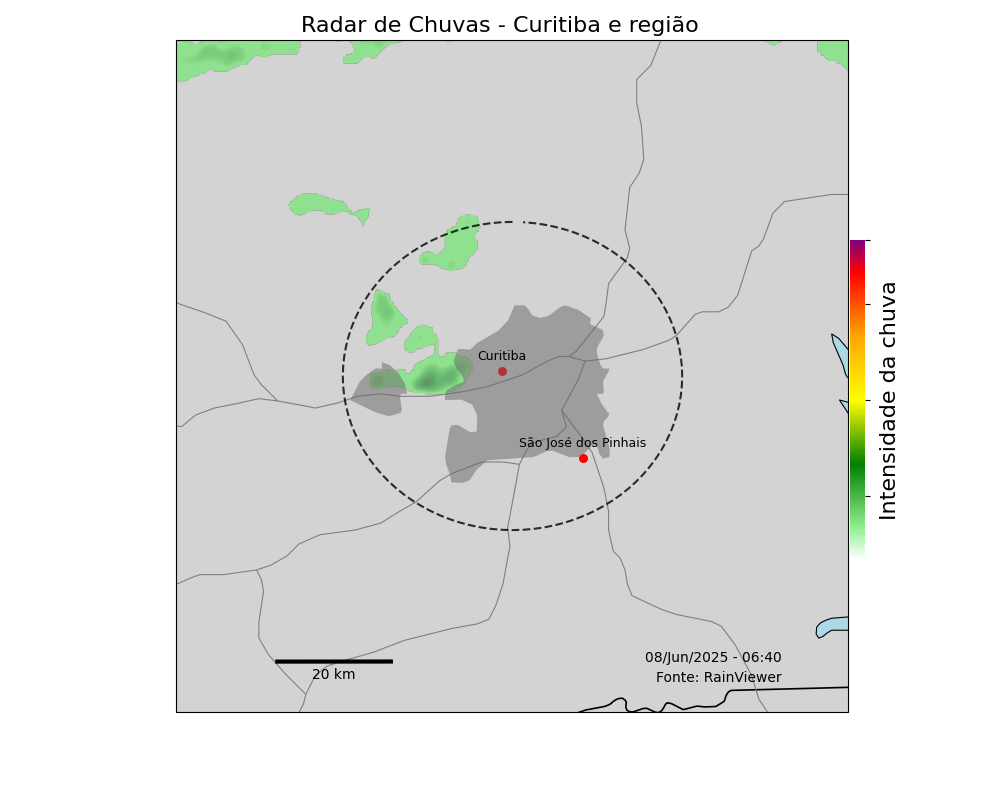 Radar de Chuvas - Curitiba e região
Curitiba
São José dos Pinhais
Intensidade da chuva
20 km
08/Jun/2025 - 06:40
Fonte: RainViewer